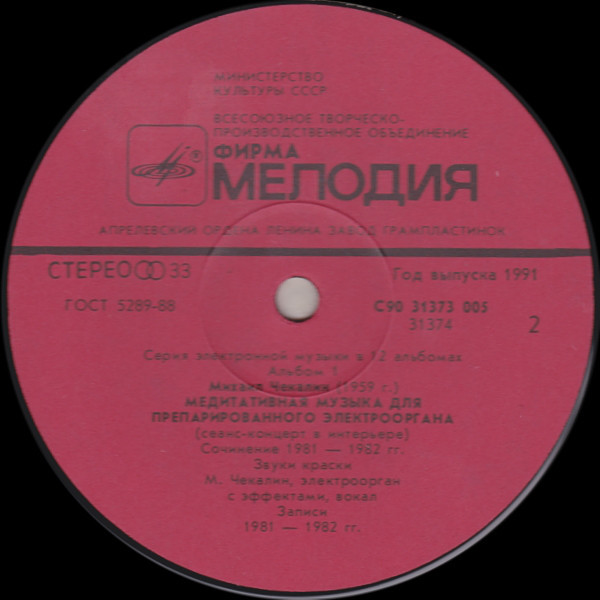 МИНИСТЕРСТВО
КУЛЬТУРЫ СССР
ВСЕСОЮЗНОЕ ТВОРЧЕСКО-
ПРОИЗВОДСТВЕННОЕ ОБЪЕДИНЕНИЕ
ФИРМА
® МЕЛОДИЯ
АПРЕЛЕВСКИЙ ОРДЕНА ЛЕНИНА ЗАВОД ГРАМПЛАСТИНОК
СТЕРЕО 33
Год выпуска 1991
ГОСТ 5289-88
С90 31373 005
31374
2
Серия электронной музыки в 12 альбомах
Альбом 1
Михаил Чекалин (1959 г.)
МЕДИТАТИВНАЯ МУЗЫКА ДЛЯ
ПРЕПАРИРОВАННОГО ЭЛЕКТРООРГАНА
(сеанс-концерт в интерьере)
Сочинение 1981 — 1982 гг.
Звуки краски
М. Чекалин, электроорган
с эффектами, вокал
Записи
1981 — 1982 гг.